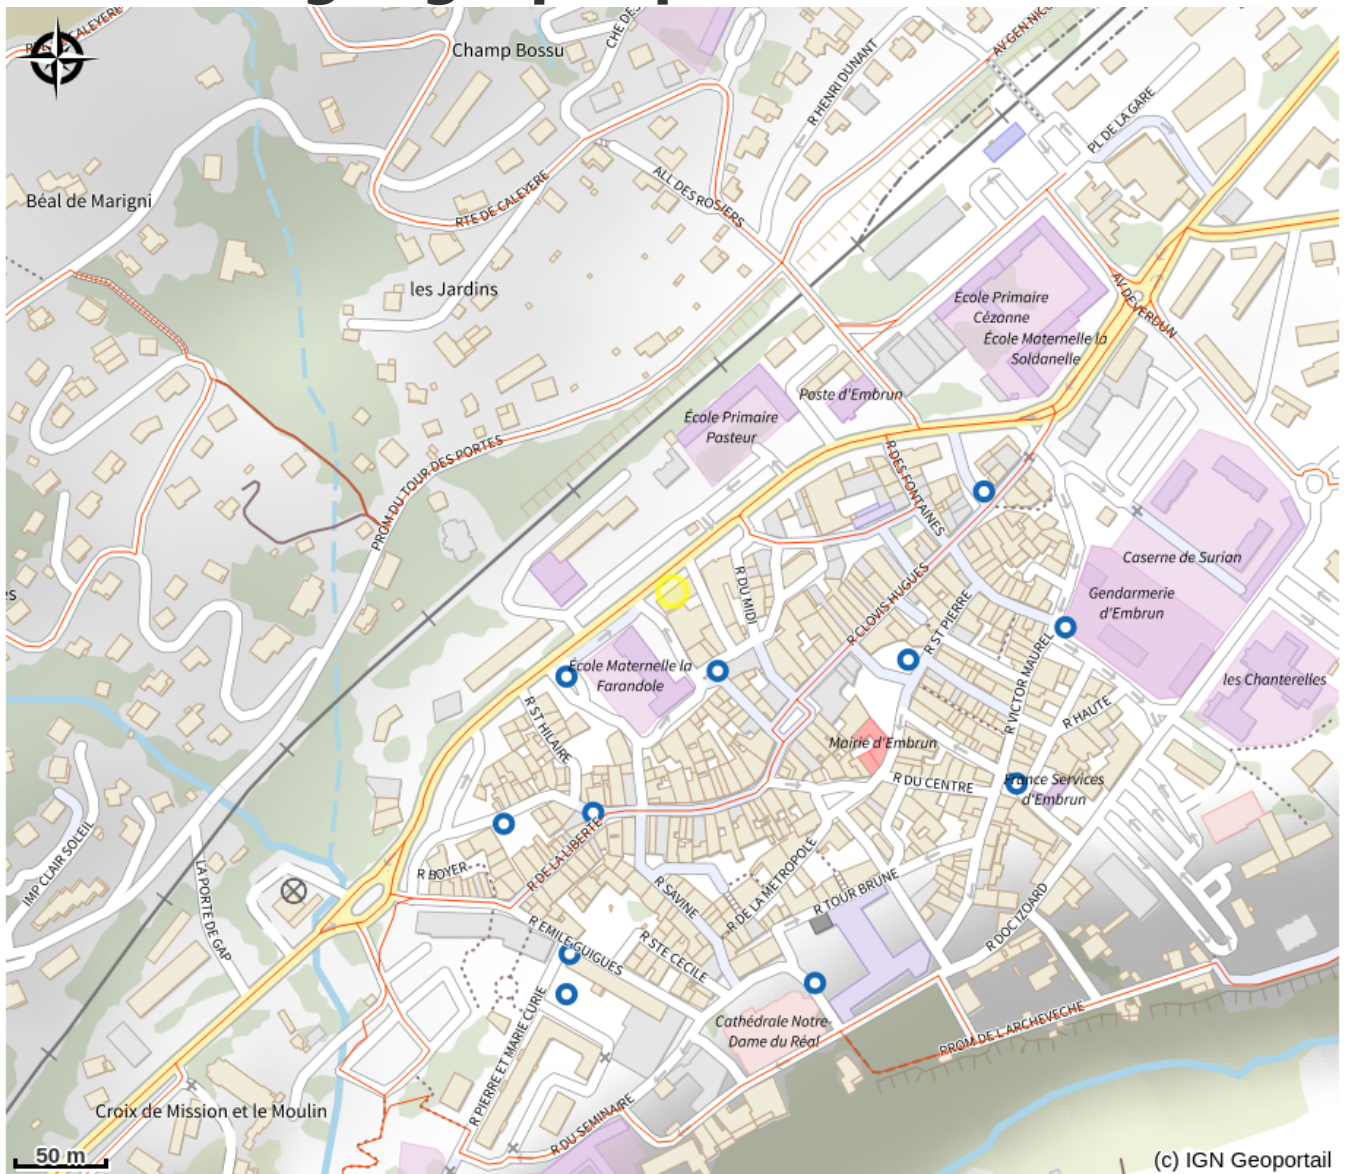 Champ Bossu
R HENRI DUNANT
PL DE LA GARE
Béal de Marigni
RTE DE CALEYERE
ALL DES ROSIERS
les Jardins
École Primaire
Cézanne
École Maternelle la
Soldanelle
AV DE VERDUN
Poste d'Embrun
École Primaire
Pasteur
PROM DU TOUR DES PORTES
R DES FONTAINES
Caserne de Surian
Gendarmerie
d'Embrun
R DU MIDI
R CLOVIS HUGUES
R ST PIERRE
R VICTOR MAUREL
École Maternelle la
Farandole
les Chanterelles
R ST HILAIRE
R HAUTE
Mairie d'Embrun
R DU CENTRE
France Services
d'Embrun
IMP CLAIR SOLEIL
LA PORTE DE GAP
R BOYER
R DE LA LIBERTE
R SAVINE
R DE LA METROPOLE
R TOUR BRUNE
R DOC IZOARD
R EMILE GUIGUES
R STE CECILE
R PIERRE ET MARIE CURIE
Cathédrale Notre-
Dame du Réal
PROM DE L ARCHEVECHE
Croix de Mission et le Moulin
R DU SEMINAIRE
50 m
(c) IGN Geoportail